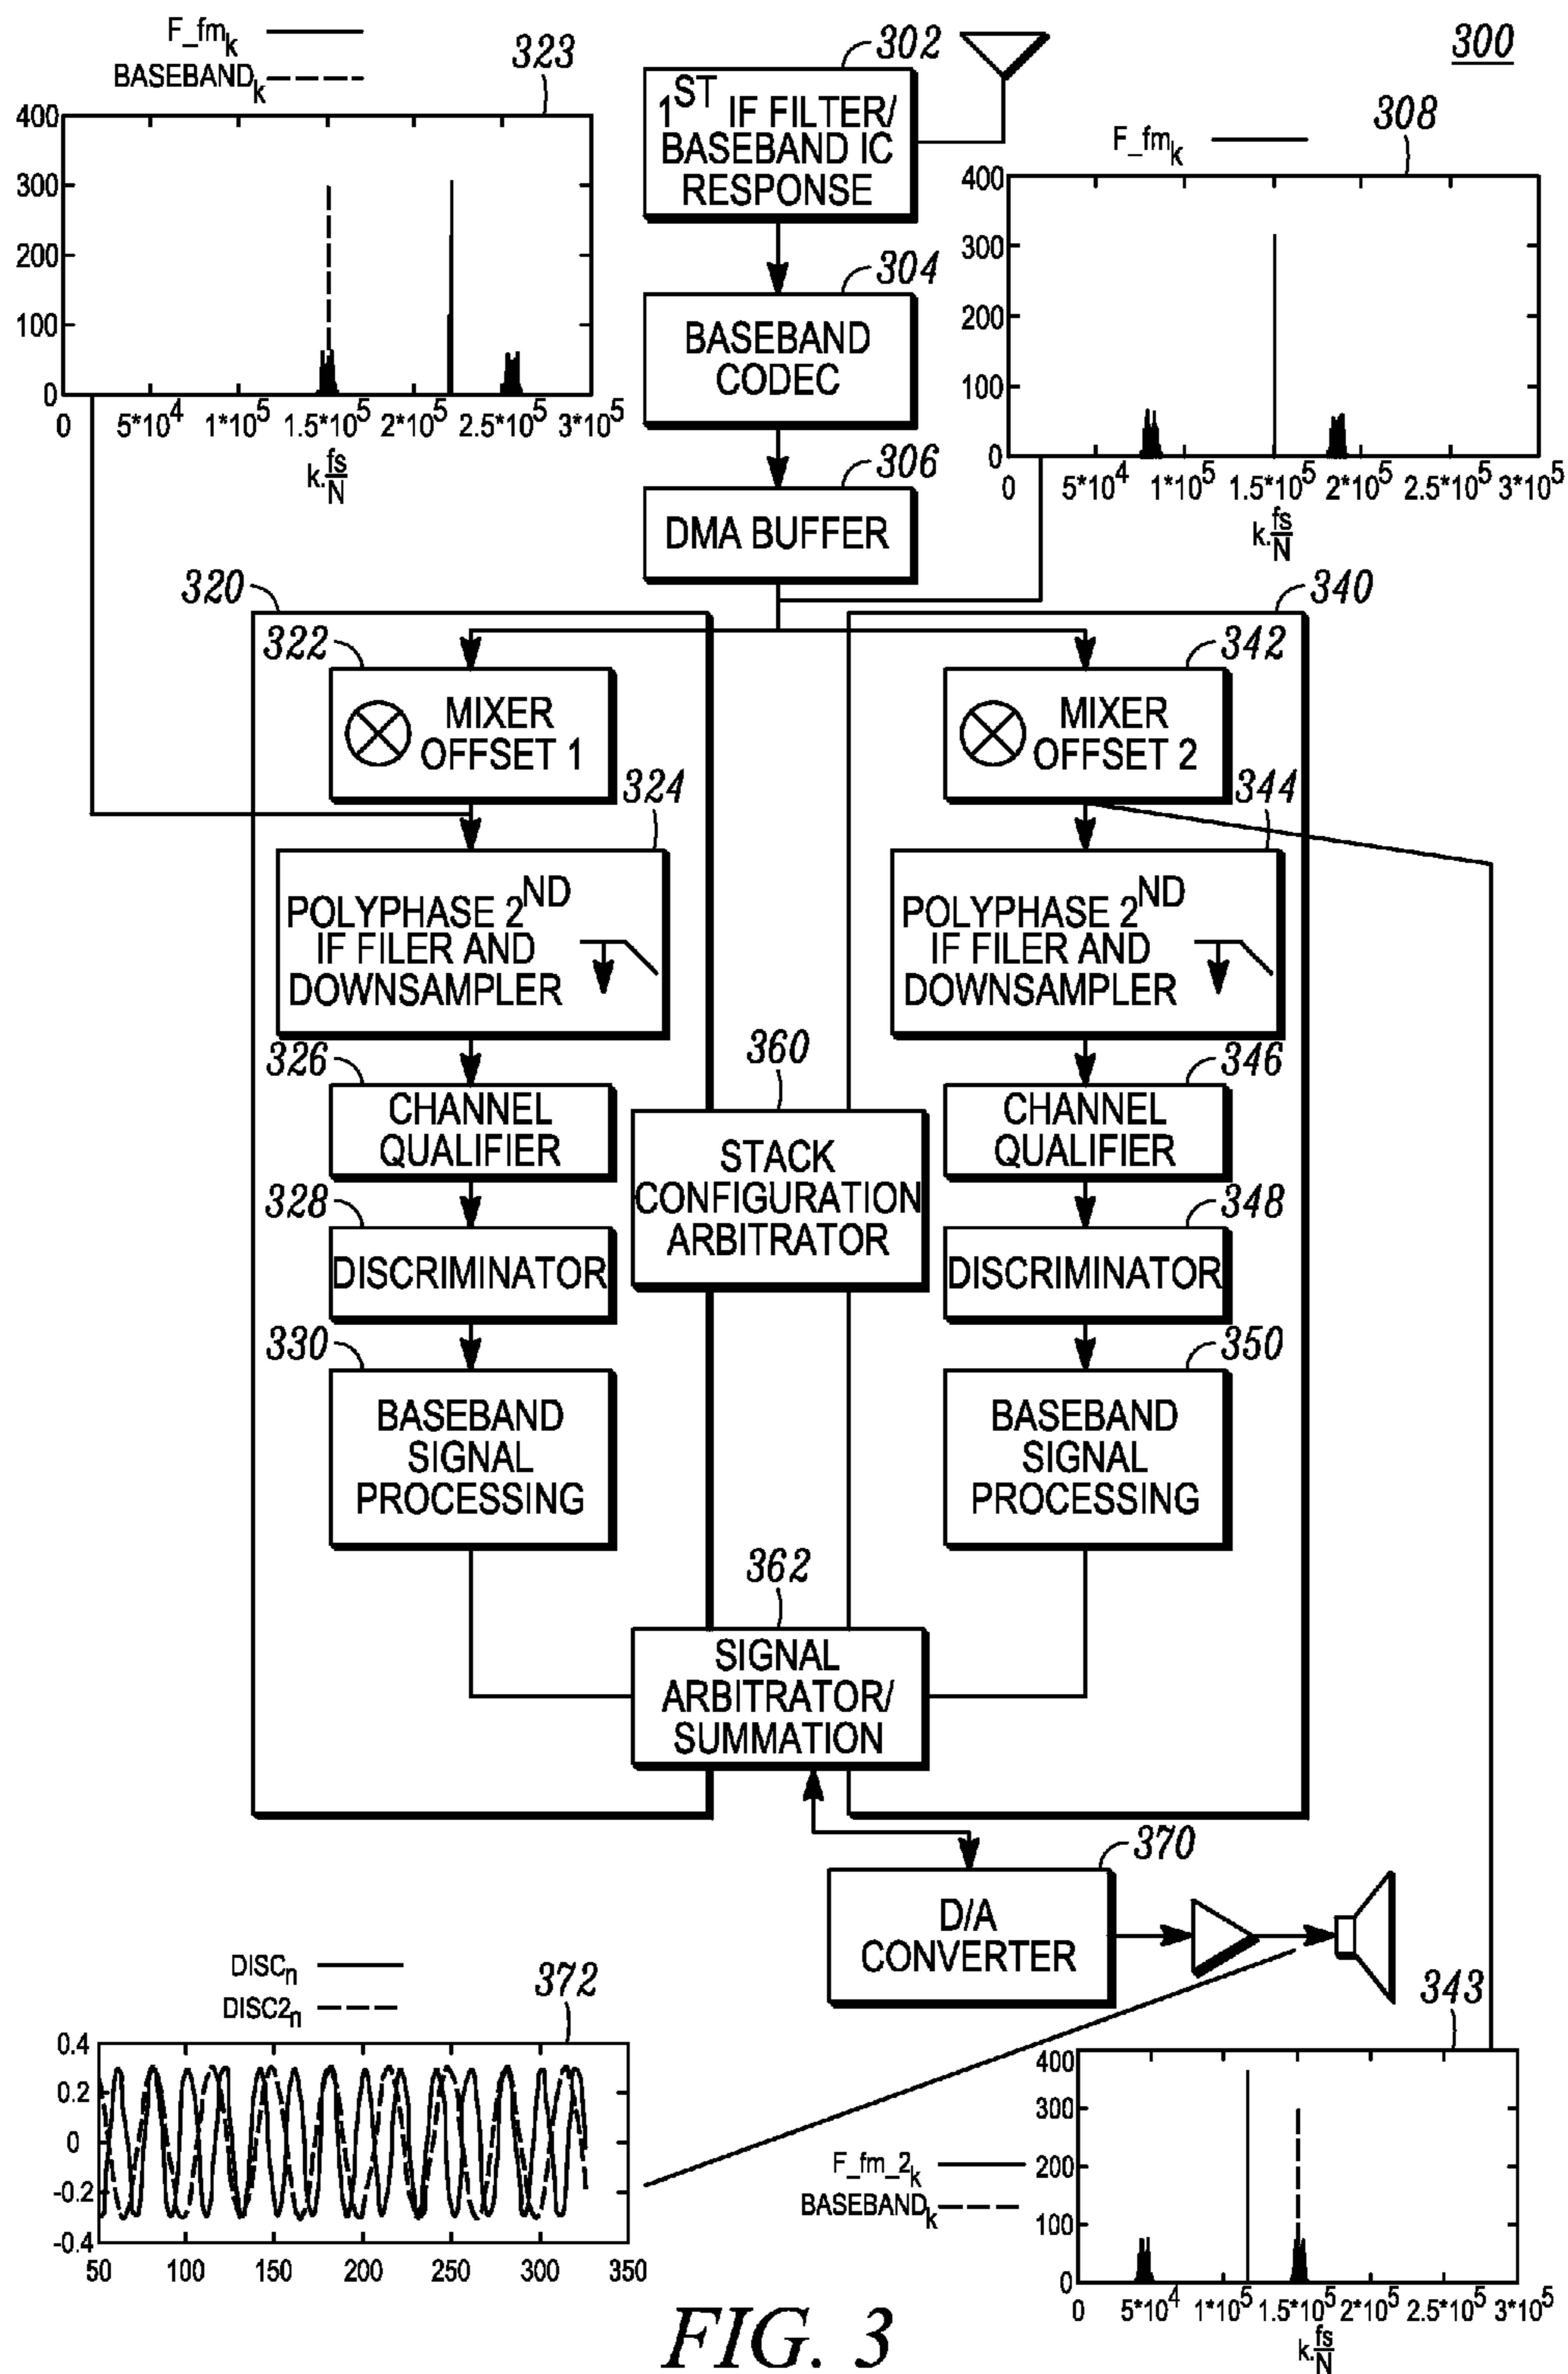 300
F_fmk
BASEBANDk
323
400
300
200
100
0
0 5*10^4 1*10^5 1.5*10^5 2*10^5 2.5*10^5 3*10^5
k.fs/N
302
1ST IF FILTER/
BASEBAND IC
RESPONSE
304
BASEBAND
CODEC
306
DMA BUFFER
F_fmk
308
400
300
200
100
0
0 5*10^4 1*10^5 1.5*10^5 2*10^5 2.5*10^5 3*10^5
k.fs/N
320
322
MIXER
OFFSET 1
324
POLYPHASE 2ND
IF FILER AND
DOWNSAMPLER
326
CHANNEL
QUALIFIER
328
DISCRIMINATOR
330
BASEBAND
SIGNAL
PROCESSING
340
342
MIXER
OFFSET 2
344
POLYPHASE 2ND
IF FILER AND
DOWNSAMPLER
346
CHANNEL
QUALIFIER
348
DISCRIMINATOR
350
BASEBAND
SIGNAL
PROCESSING
360
STACK
CONFIGURATION
ARBITRATOR
362
SIGNAL
ARBITRATOR/
SUMMATION
370
D/A
CONVERTER
DISCn
DISC2n
372
0.4
0.2
0
-0.2
-0.4
50 100 150 200 250 300 350
343
F_fm_2k
BASEBANDk
400
300
200
100
0
0 5*10^4 1*10^5 1.5*10^5 2*10^5 2.5*10^5 3*10^5
k.fs/N
FIG. 3